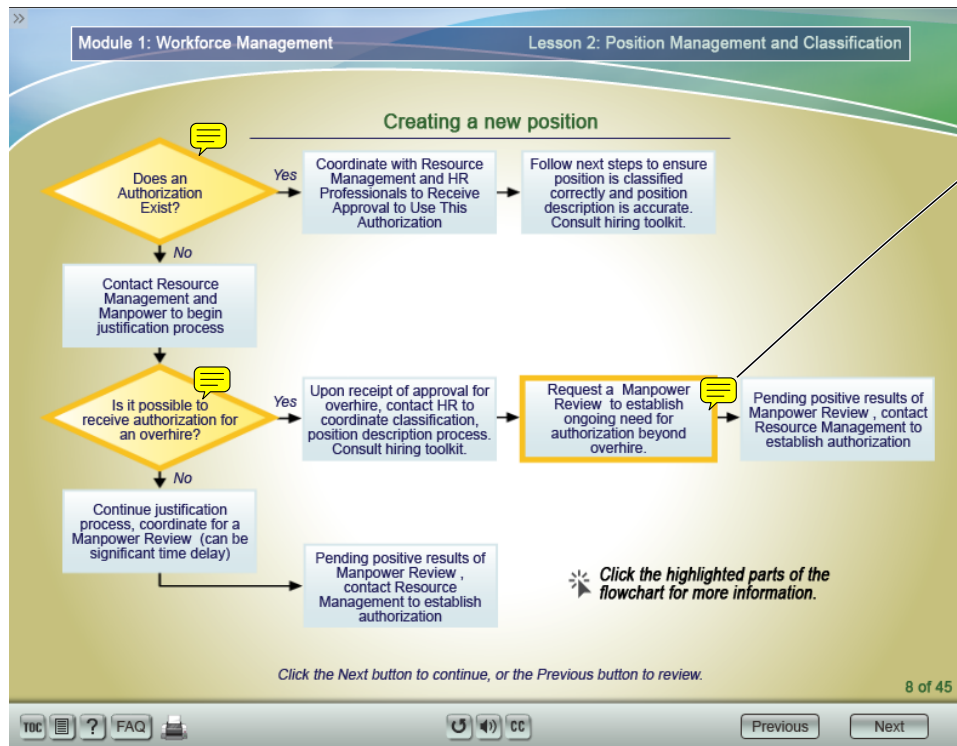 »
Module 1: Workforce Management
Lesson 2: Position Management and Classification
Creating a new position
Does an
Authorization
Exist?
Yes
Coordinate with Resource
Management and HR
Professionals to Receive
Approval to Use This
Authorization
Follow next steps to ensure
position is classified
correctly and position
description is accurate.
Consult hiring toolkit.
No
Contact Resource
Management and
Manpower to begin
justification process
Is it possible to
receive authorization for
an overhire?
Yes
Upon receipt of approval for
overhire, contact HR to
coordinate classification,
position description process.
Consult hiring toolkit.
Request a Manpower
Review to establish
ongoing need for
authorization beyond
overhire.
Pending positive results of
Manpower Review , contact
Resource Management to
establish authorization
No
Continue justification
process, coordinate for a
Manpower Review (can be
significant time delay)
Pending positive results of
Manpower Review ,
contact Resource
Management to establish
authorization
Click the highlighted parts of the
flowchart for more information.
Click the Next button to continue, or the Previous button to review.
8 of 45
TOC
?
FAQ
CC
Previous
Next